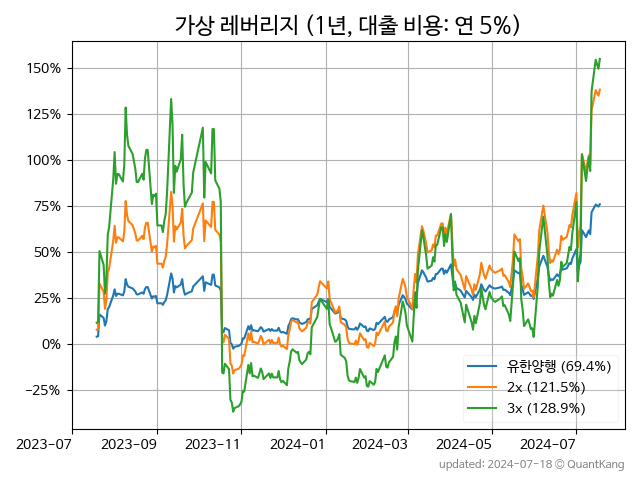 가상 레버리지 (1년, 대출 비용: 연 5%)
150%
125%
100%
75%
50%
25%
0%
−25%
유한양행 (69.4%)
2x (121.5%)
3x (128.9%)
2023-07 2023-09 2023-11 2024-01 2024-03 2024-05 2024-07
updated: 2024-07-18 © QuantKang